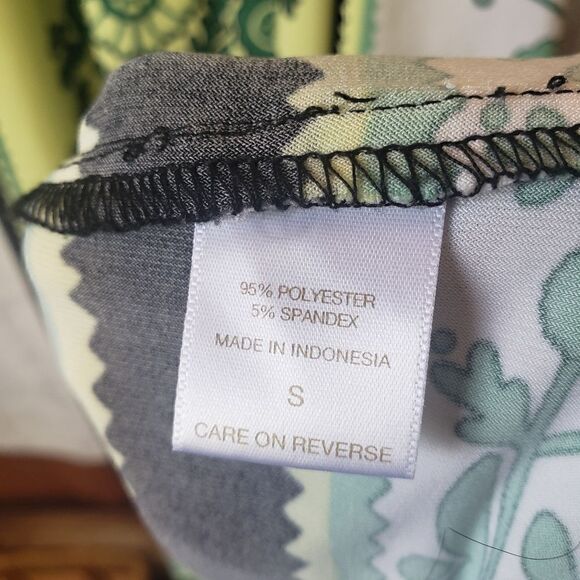 95% POLYESTER
5% SPANDEX
MADE IN INDONESIA
S
CARE ON REVERSE